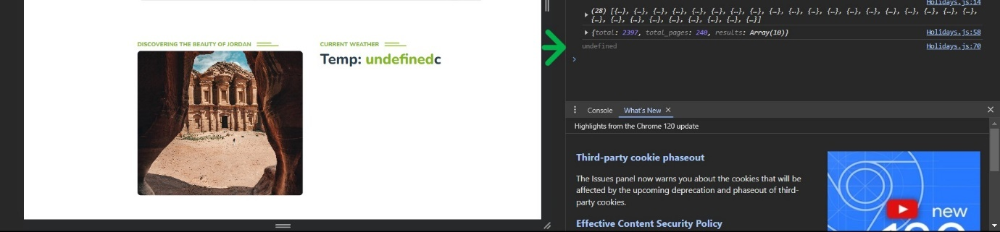 DISCOVERING THE BEAUTY OF JORDAN
CURRENT WEATHER
Temp: undefinedc
Holidays.js:14
(28) [{…}, {…}, {…}, {…}, {…}, {…}, {…}, {…}, {…}, {…}, {…}, {…}, {…}, {…}, {…}, {…}, {…}, {…}, {…},
{…}, {…}, {…}, {…}, {…}, {…}, {…}, {…}, {…}]
{total: 2397, total_pages: 240, results: Array(10)}
Holidays.js:58
undefined
Holidays.js:70
Console
What's New
Highlights from the Chrome 120 update
Third-party cookie phaseout
The Issues panel now warns you about the cookies that will be
affected by the upcoming deprecation and phaseout of third-
party cookies.
Effective Content Security Policy
new